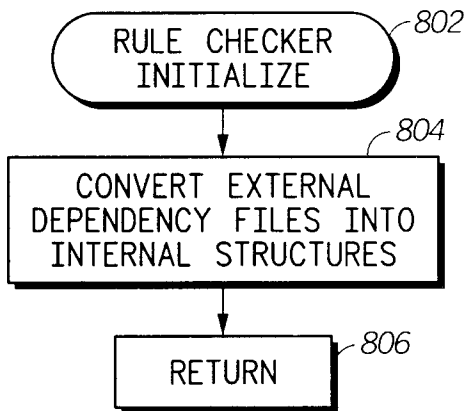 802
RULE CHECKER
INITIALIZE
804
CONVERT EXTERNAL
DEPENDENCY FILES INTO
INTERNAL STRUCTURES
806
RETURN